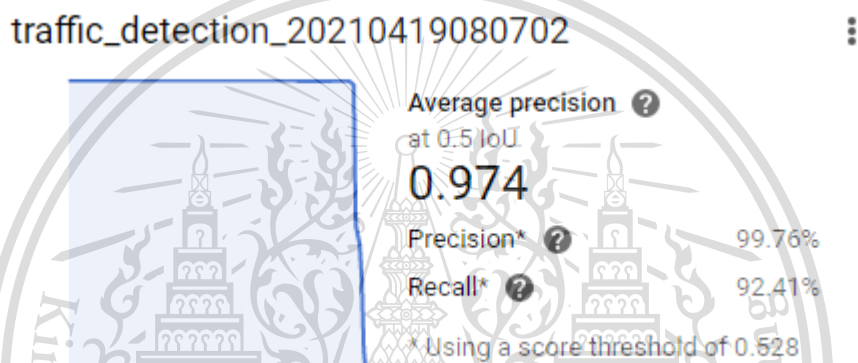 traffic_detection_20210419080702
Average precision
at 0.5 IoU
0.974
Precision* 99.76%
Recall* 92.41%
* Using a score threshold of 0.528